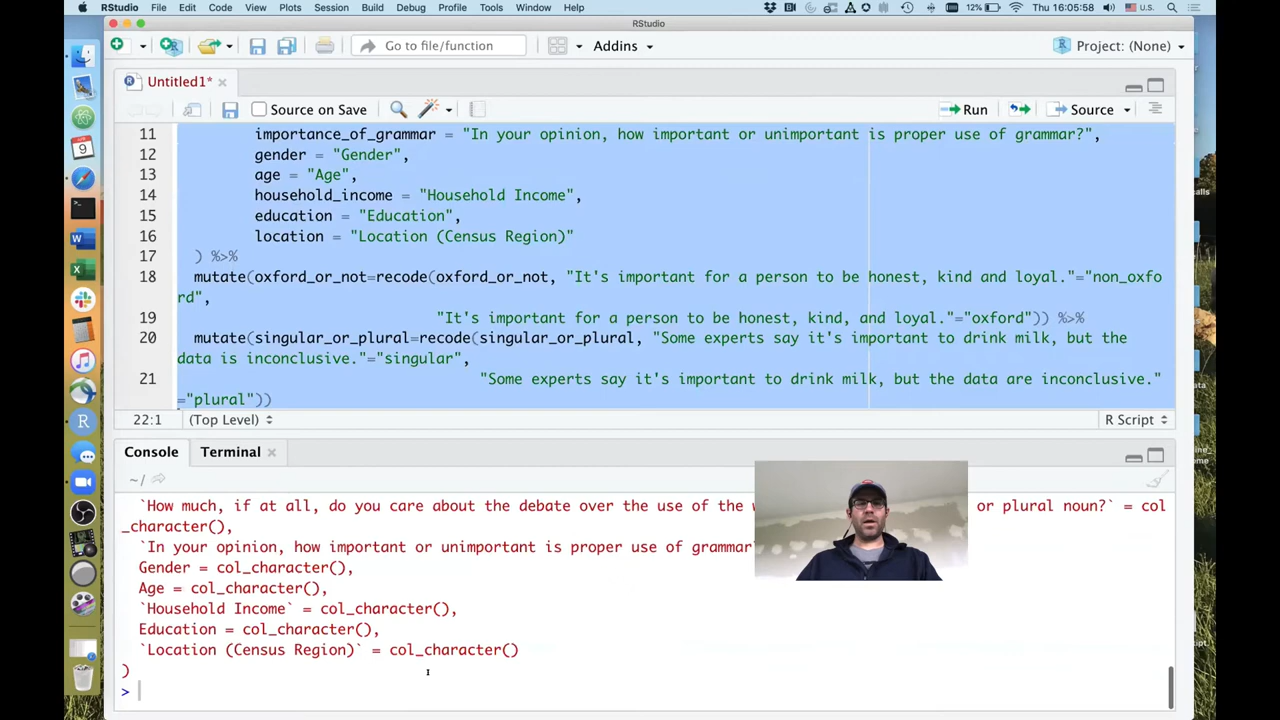 RStudio File Edit Code View Plots Session Build Debug Profile Tools Window Help 12% Thu 16:05:58 U.S.
RStudio
Go to file/function Addins Project: (None)
Untitled1*
Source on Save Run Source
11 importance_of_grammar = "In your opinion, how important or unimportant is proper use of grammar?",
12 gender = "Gender",
13 age = "Age",
14 household_income = "Household Income",
15 education = "Education",
16 location = "Location (Census Region)"
17 ) %>%
18 mutate(oxford_or_not=recode(oxford_or_not, "It's important for a person to be honest, kind and loyal."="non_oxfo
rd",
19 "It's important for a person to be honest, kind, and loyal."="oxford")) %>%
20 mutate(singular_or_plural=recode(singular_or_plural, "Some experts say it's important to drink milk, but the
data is inconclusive."="singular",
21 "Some experts say it's important to drink milk, but the data are inconclusive."
="plural"))
22:1 (Top Level) R Script
Console Terminal
~/
`How much, if at all, do you care about the debate over the use of the or plural noun?` = col
_character(),
`In your opinion, how important or unimportant is proper use of grammar
Gender = col_character(),
Age = col_character(),
`Household Income` = col_character(),
Education = col_character(),
`Location (Census Region)` = col_character()
)
>